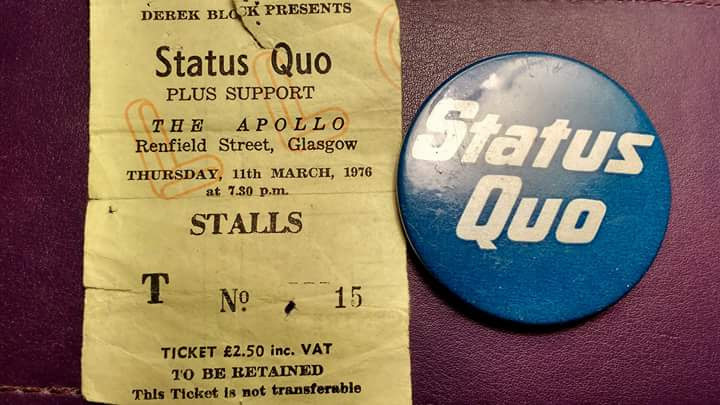 DEREK BLOCK PRESENTS
Status Quo
PLUS SUPPORT
THE APOLLO
Renfield Street, Glasgow
THURSDAY, 11th MARCH, 1976
at 7.30 p.m.
STALLS
T Nº 15
TICKET £2.50 inc. VAT
TO BE RETAINED
This Ticket is not transferable
Status
Quo